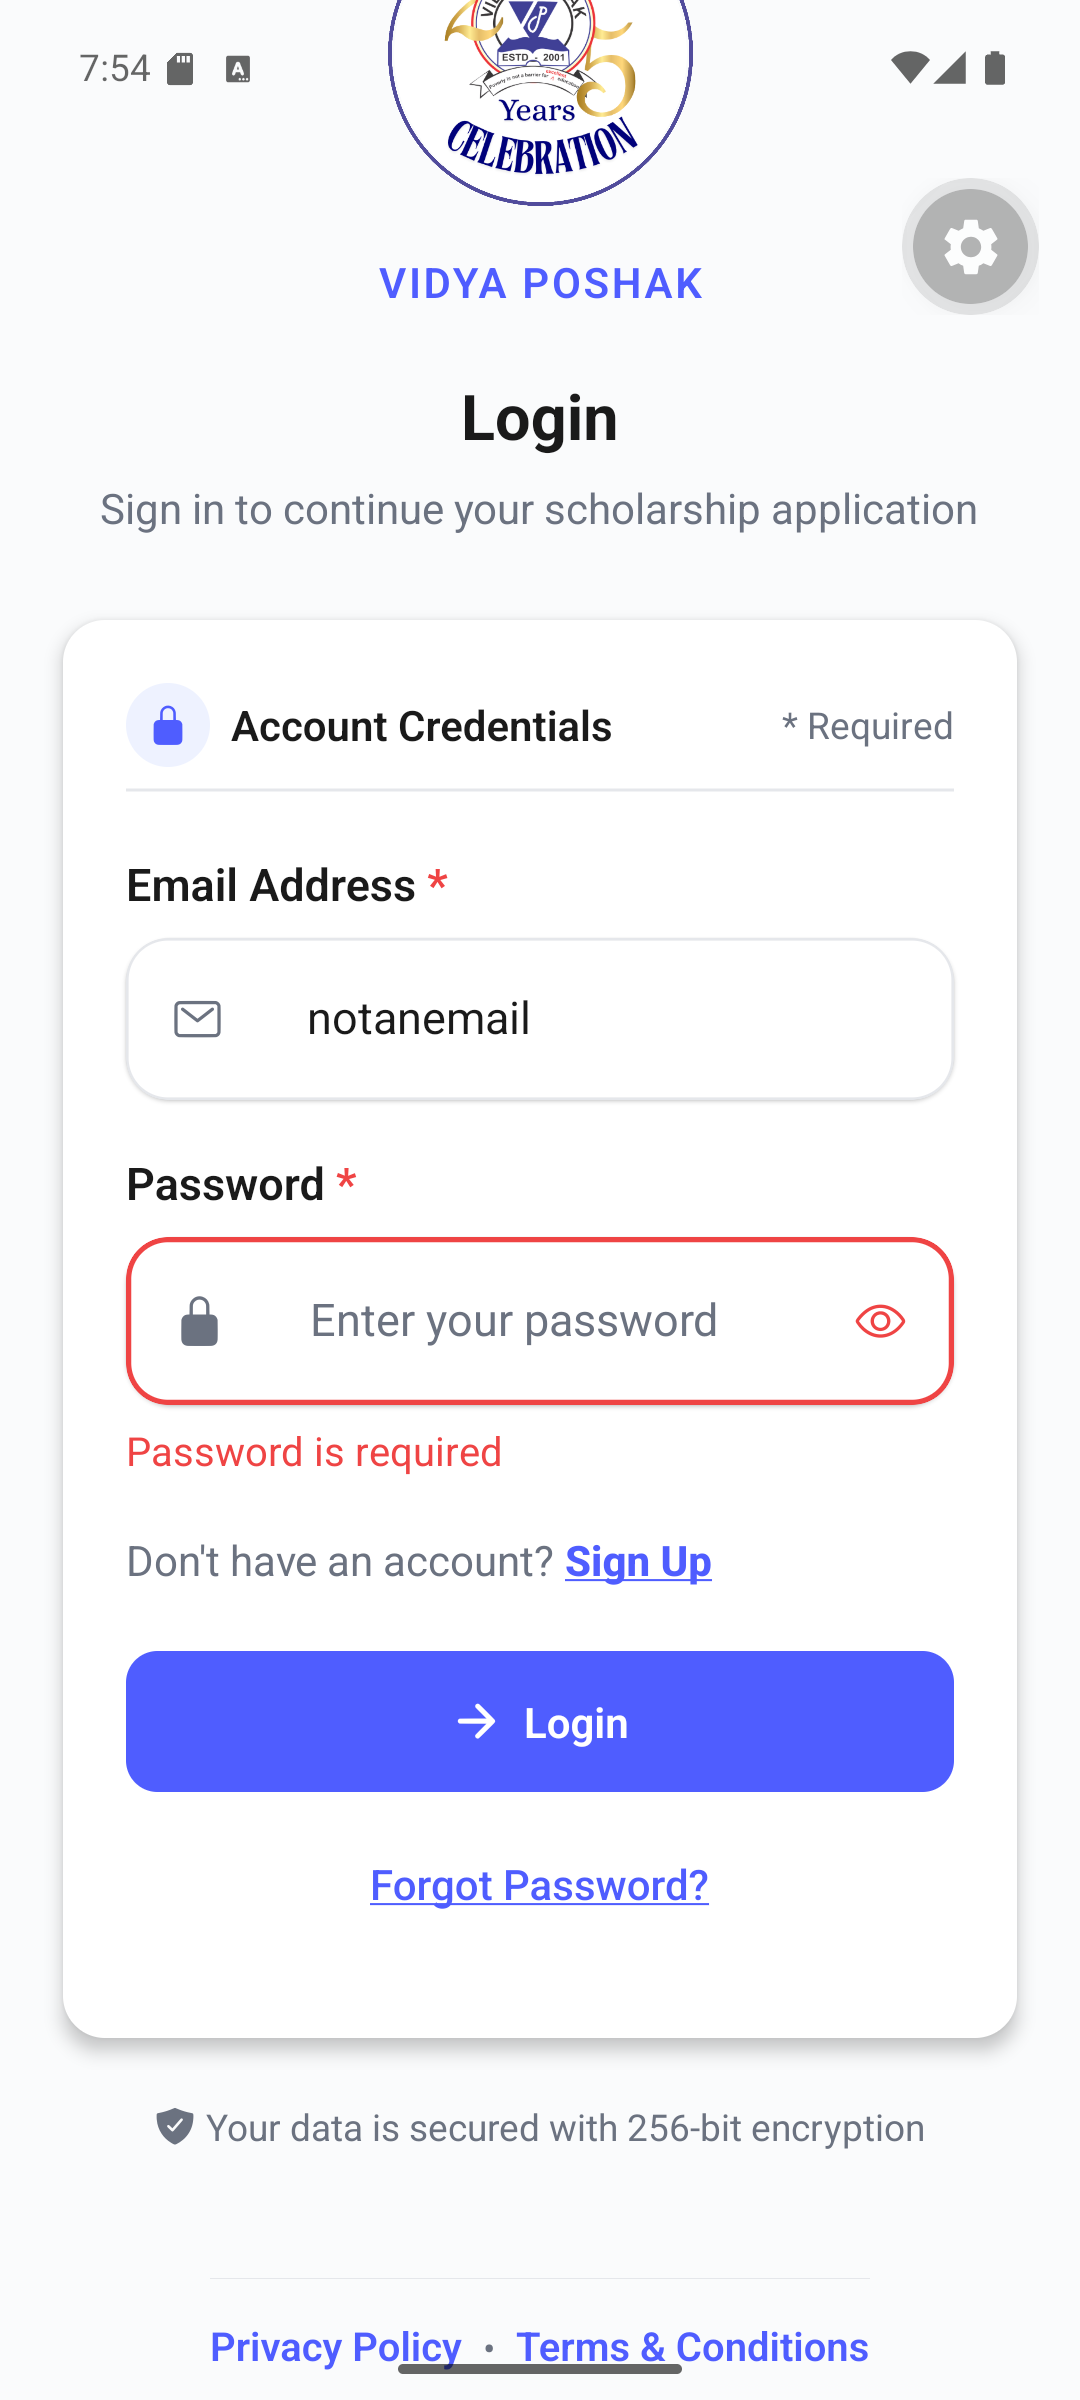 7:54
ESTD - 2001
Years
CELEBRATION
VIDYA POSHAK
Login
Sign in to continue your scholarship application
Account Credentials
* Required
Email Address *
notanemail
Password *
Enter your password
Password is required
Don't have an account? Sign Up
Login
Forgot Password?
Your data is secured with 256-bit encryption
Privacy Policy • Terms & Conditions